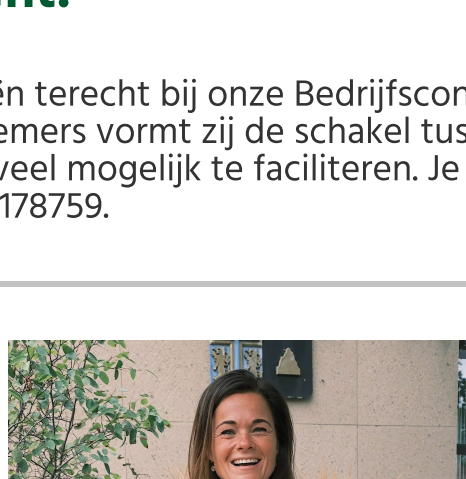 ën terecht bij onze Bedrijfscon
emers vormt zij de schakel tus
veel mogelijk te faciliteren. Je
178759.